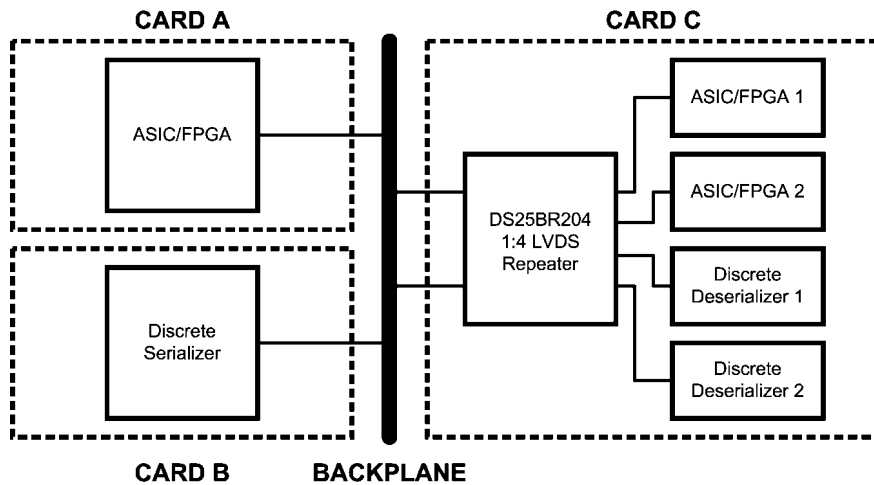 CARD A
CARD C
ASIC/FPGA
ASIC/FPGA 1
ASIC/FPGA 2
DS25BR204
1:4 LVDS
Repeater
Discrete
Deserializer 1
Discrete
Serializer
Discrete
Deserializer 2
CARD B
BACKPLANE